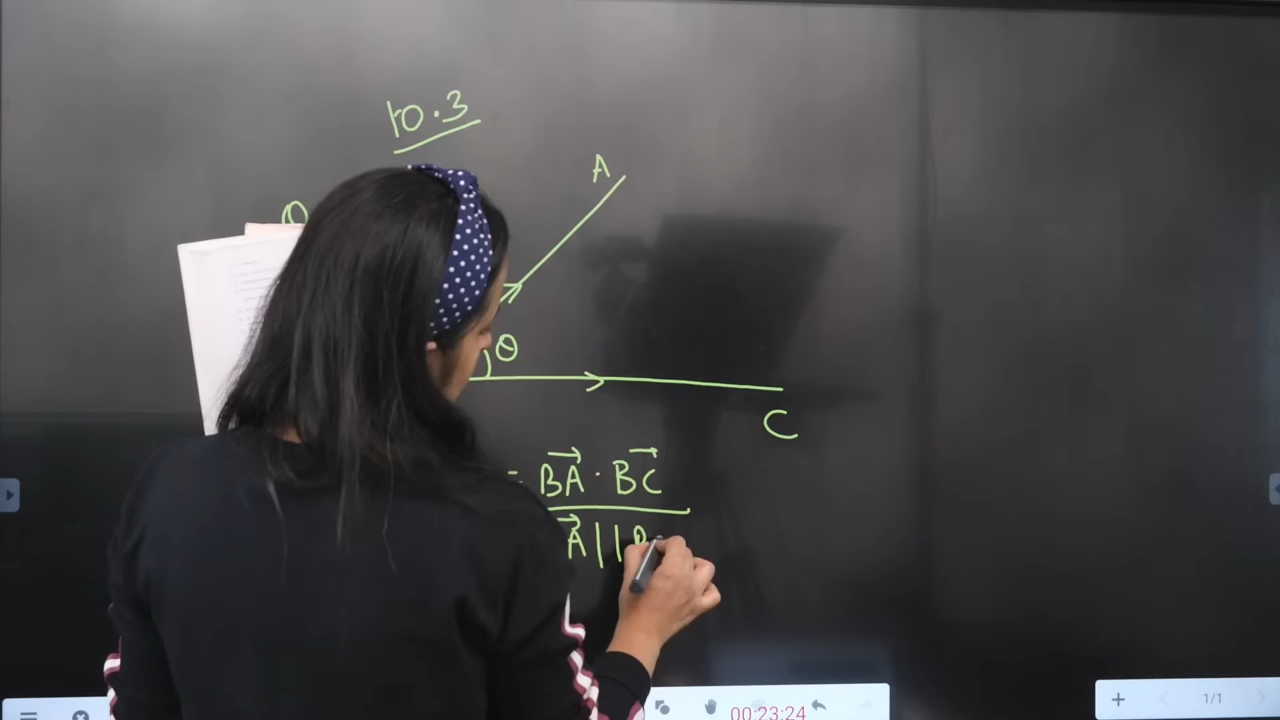 10.3
A
Q
θ
C
= BA⃗ · BC⃗
A⃗ | | B
1/1
00:23:24